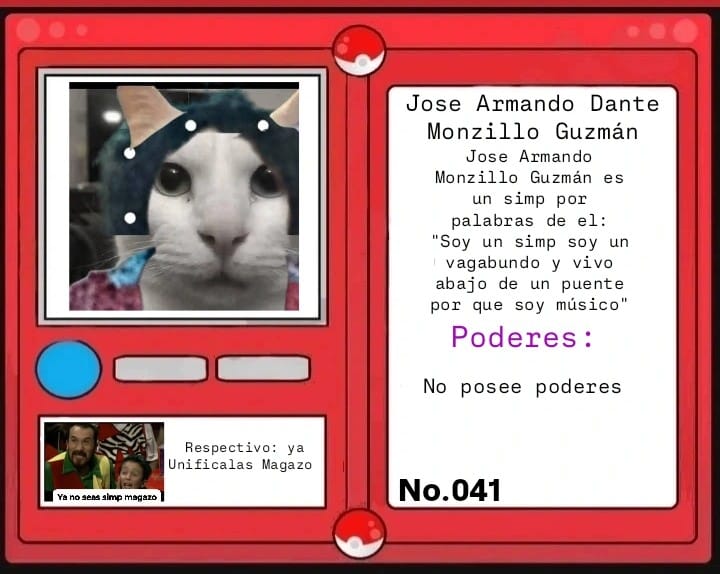 Jose Armando Dante
Monzillo Guzmán
Jose Armando
Monzillo Guzmán es
un simp por
palabras de el:
"Soy un simp soy un
vagabundo y vivo
abajo de un puente
por que soy músico"
Poderes:
No posee poderes
No.041
Respectivo: ya
Unificalas Magazo
Ya no seas simp magazo